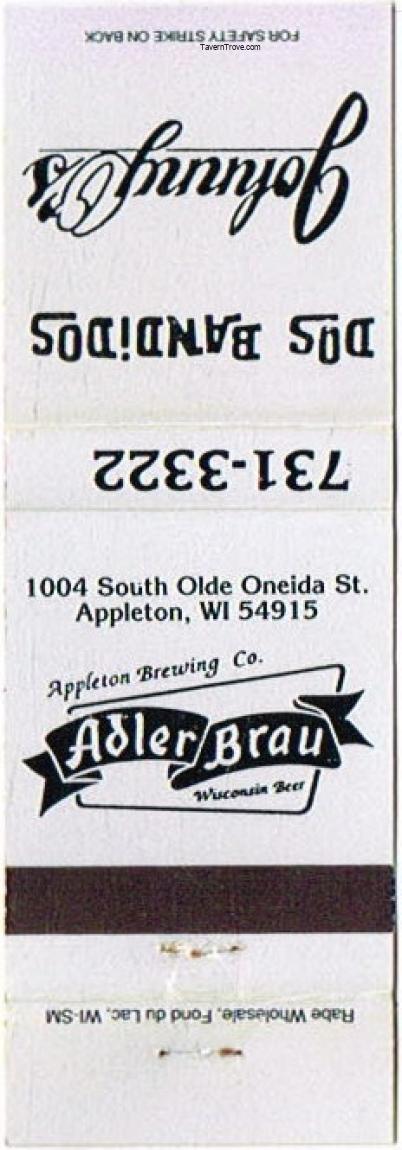 FOR SAFETY STRIKE ON BACK
TavernTrove.com
Johnny O's
DOS BANDiDOS
731-3322
1004 South Olde Oneida St.
Appleton, WI 54915
Appleton Brewing Co.
Adler Brau
Wisconsin Beer
Rabe Wholesale, Fond du Lac, WI-SM